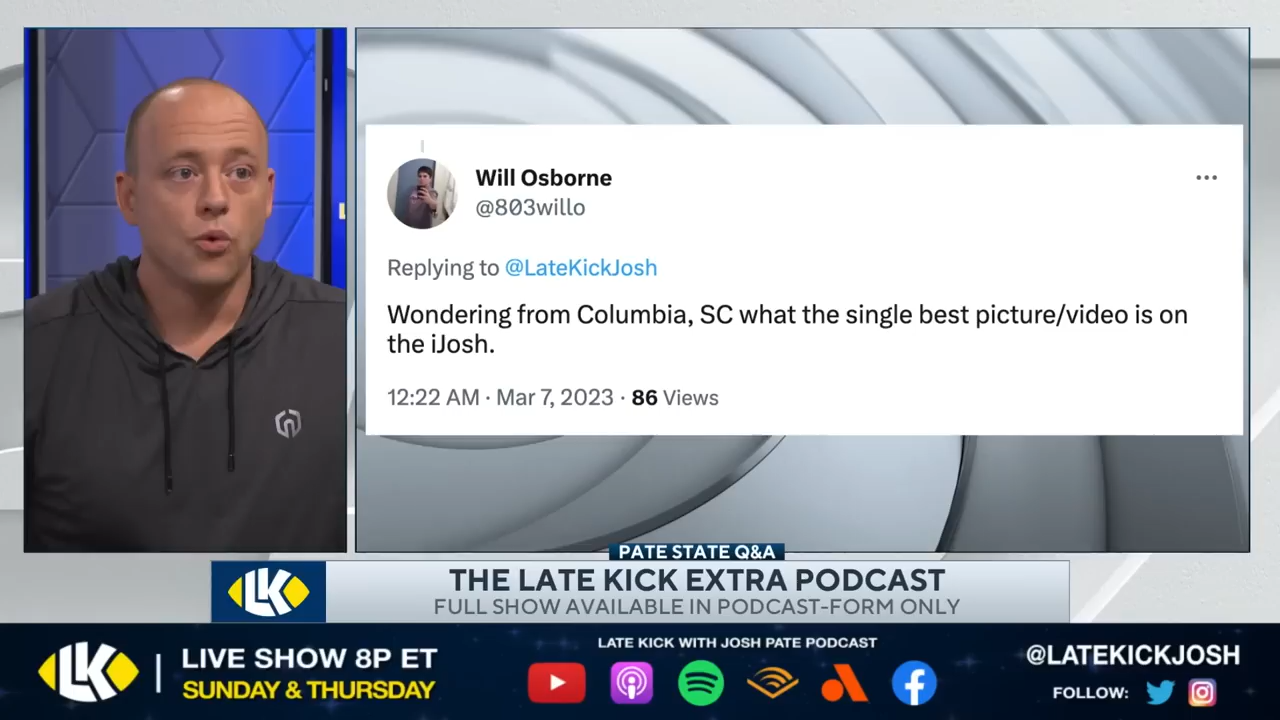 Will Osborne
@803willo
Replying to @LateKickJosh
Wondering from Columbia, SC what the single best picture/video is on
the iJosh.
12:22 AM · Mar 7, 2023 · 86 Views
PATE STATE Q&A
LK
THE LATE KICK EXTRA PODCAST
FULL SHOW AVAILABLE IN PODCAST-FORM ONLY
LK
LIVE SHOW 8P ET
SUNDAY & THURSDAY
LATE KICK WITH JOSH PATE PODCAST
@LATEKICKJOSH
FOLLOW: